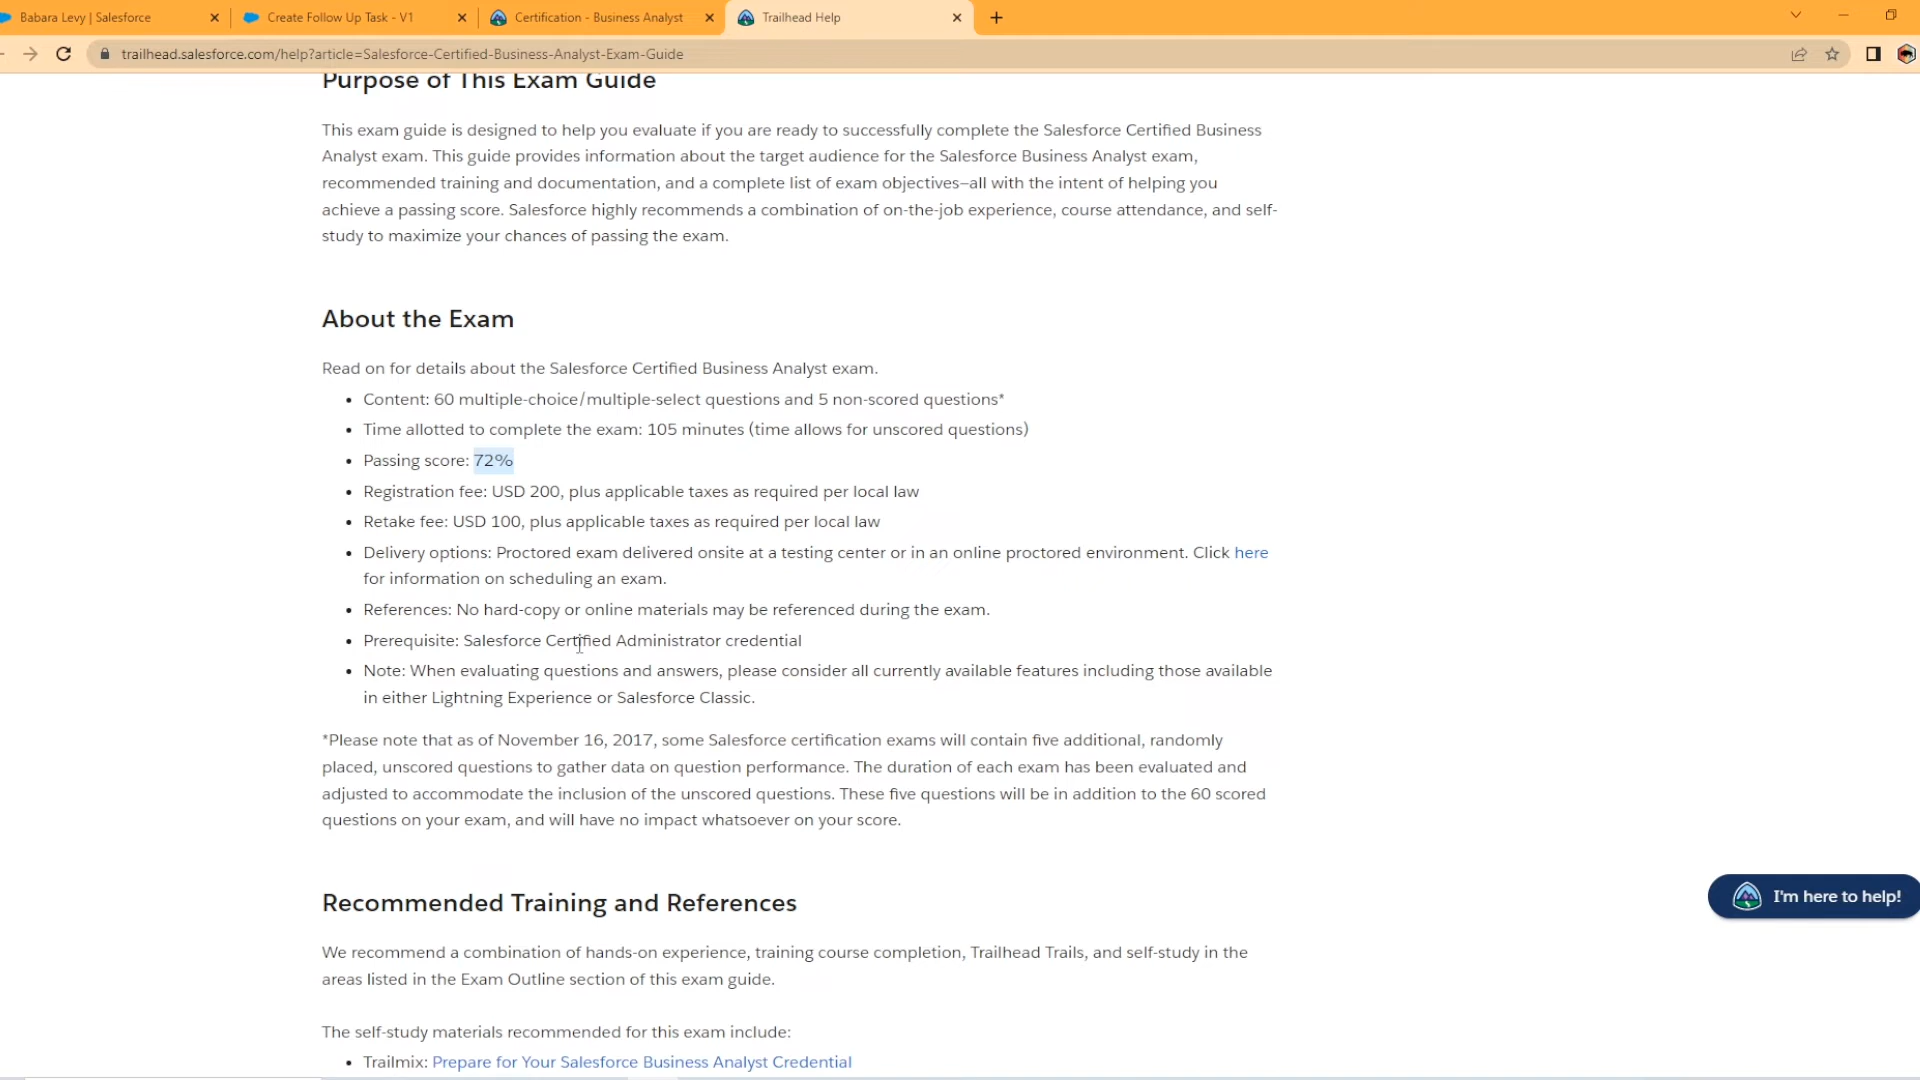 Babara Levy | Salesforce
Create Follow Up Task - V1
Certification - Business Analyst
Trailhead Help
trailhead.salesforce.com/help?article=Salesforce-Certified-Business-Analyst-Exam-Guide
Purpose of This Exam Guide
This exam guide is designed to help you evaluate if you are ready to successfully complete the Salesforce Certified Business
Analyst exam. This guide provides information about the target audience for the Salesforce Business Analyst exam,
recommended training and documentation, and a complete list of exam objectives—all with the intent of helping you
achieve a passing score. Salesforce highly recommends a combination of on-the-job experience, course attendance, and self-
study to maximize your chances of passing the exam.
About the Exam
Read on for details about the Salesforce Certified Business Analyst exam.
• Content: 60 multiple-choice/multiple-select questions and 5 non-scored questions*
• Time allotted to complete the exam: 105 minutes (time allows for unscored questions)
• Passing score: 72%
• Registration fee: USD 200, plus applicable taxes as required per local law
• Retake fee: USD 100, plus applicable taxes as required per local law
• Delivery options: Proctored exam delivered onsite at a testing center or in an online proctored environment. Click here
for information on scheduling an exam.
• References: No hard-copy or online materials may be referenced during the exam.
• Prerequisite: Salesforce Certified Administrator credential
• Note: When evaluating questions and answers, please consider all currently available features including those available
in either Lightning Experience or Salesforce Classic.
*Please note that as of November 16, 2017, some Salesforce certification exams will contain five additional, randomly
placed, unscored questions to gather data on question performance. The duration of each exam has been evaluated and
adjusted to accommodate the inclusion of the unscored questions. These five questions will be in addition to the 60 scored
questions on your exam, and will have no impact whatsoever on your score.
I'm here to help!
Recommended Training and References
We recommend a combination of hands-on experience, training course completion, Trailhead Trails, and self-study in the
areas listed in the Exam Outline section of this exam guide.
The self-study materials recommended for this exam include:
• Trailmix: Prepare for Your Salesforce Business Analyst Credential